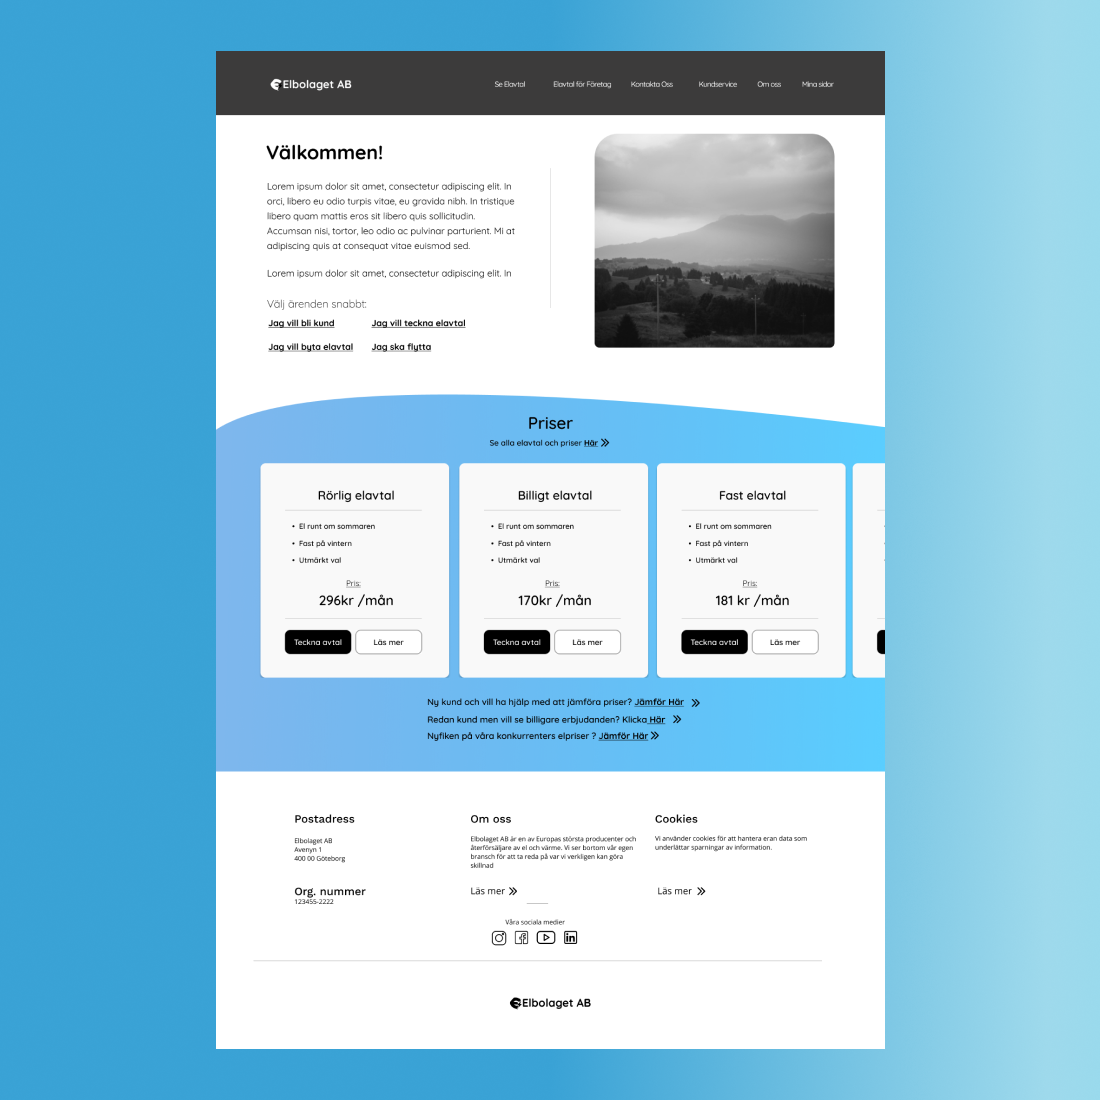 Elbolaget AB
Se Elavtal Elavtal för Företag Kontakta Oss Kundservice Om oss Mina sidor
Välkommen!
Lorem ipsum dolor sit amet, consectetur adipiscing elit. In
orci, libero eu odio turpis vitae, eu gravida nibh. In tristique
libero quam mattis eros sit libero quis sollicitudin.
Accumsan nisi, tortor, leo odio ac pulvinar parturient. Mi at
adipiscing quis at consequat vitae euismod sed.
Lorem ipsum dolor sit amet, consectetur adipiscing elit. In
Välj ärenden snabbt:
Jag vill bli kund Jag vill teckna elavtal
Jag vill byta elavtal Jag ska flytta
Priser
Se alla elavtal och priser Här
Rörlig elavtal
• El runt om sommaren
• Fast på vintern
• Utmärkt val
Pris:
296kr /mån
Teckna avtal Läs mer
Billigt elavtal
• El runt om sommaren
• Fast på vintern
• Utmärkt val
Pris:
170kr /mån
Teckna avtal Läs mer
Fast elavtal
• El runt om sommaren
• Fast på vintern
• Utmärkt val
Pris:
181 kr /mån
Teckna avtal Läs mer
Ny kund och vill ha hjälp med att jämföra priser? Jämför Här
Redan kund men vill se billigare erbjudanden? Klicka Här
Nyfiken på våra konkurrenters elpriser ? Jämför Här
Postadress
Elbolaget AB
Avenyn 1
400 00 Göteborg
Org. nummer
123455-2222
Om oss
Elbolaget AB är en av Europas största producenter och
återförsäljare av el och värme. Vi ser bortom vår egen
bransch för att ta reda på var vi verkligen kan göra
skillnad
Läs mer
Cookies
Vi använder cookies för att hantera eran data som
underlättar sparningar av information.
Läs mer
Våra sociala medier
Elbolaget AB